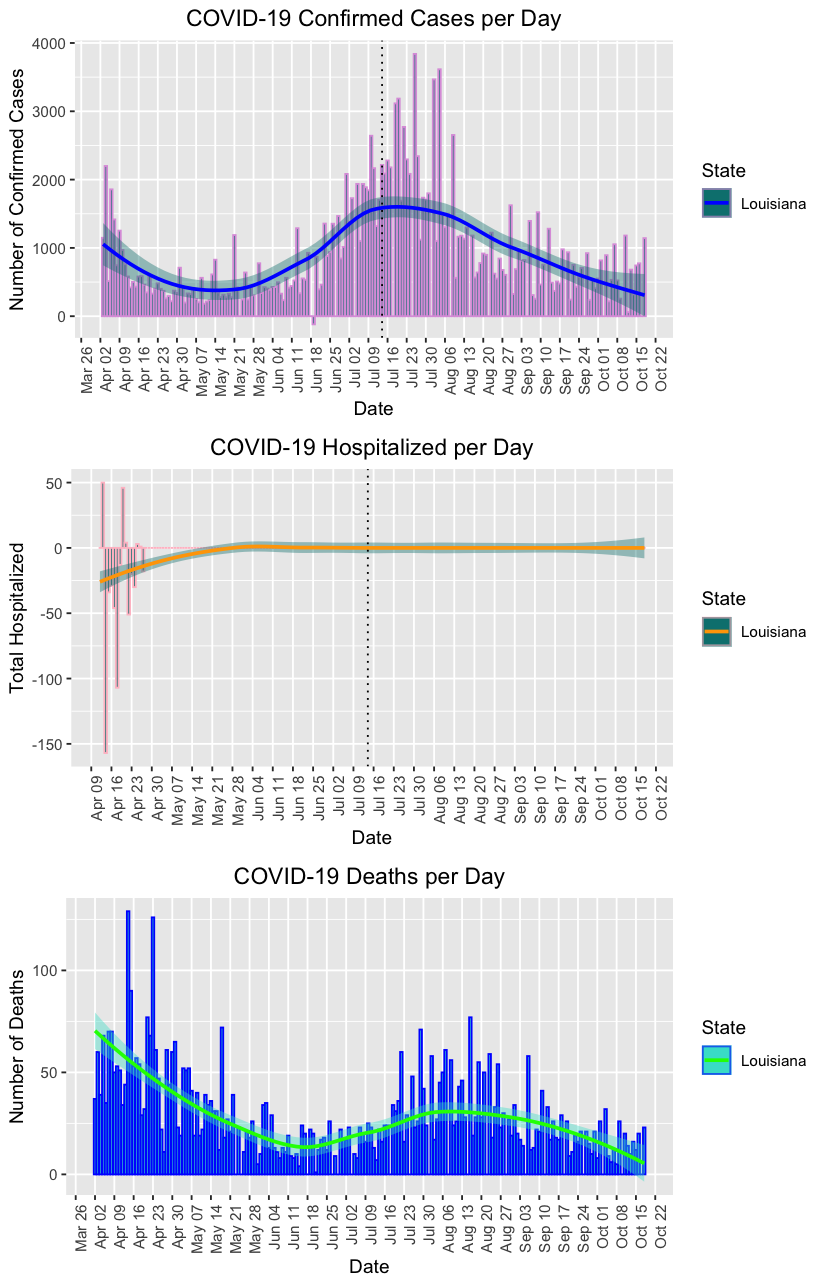 COVID-19 Confirmed Cases per Day
Number of Confirmed Cases
4000
3000
2000
1000
0
Mar 26
Apr 02
Apr 09
Apr 16
Apr 23
Apr 30
May 07
May 14
May 21
May 28
Jun 04
Jun 11
Jun 18
Jun 25
Jul 02
Jul 09
Jul 16
Jul 23
Jul 30
Aug 06
Aug 13
Aug 20
Aug 27
Sep 03
Sep 10
Sep 17
Sep 24
Oct 01
Oct 08
Oct 15
Oct 22
Date
State
Louisiana
COVID-19 Hospitalized per Day
Total Hospitalized
50
0
-50
-100
-150
Apr 09
Apr 16
Apr 23
Apr 30
May 07
May 14
May 21
May 28
Jun 04
Jun 11
Jun 18
Jun 25
Jul 02
Jul 09
Jul 16
Jul 23
Jul 30
Aug 06
Aug 13
Aug 20
Aug 27
Sep 03
Sep 10
Sep 17
Sep 24
Oct 01
Oct 08
Oct 15
Oct 22
Date
State
Louisiana
COVID-19 Deaths per Day
Number of Deaths
100
50
0
Mar 26
Apr 02
Apr 09
Apr 16
Apr 23
Apr 30
May 07
May 14
May 21
May 28
Jun 04
Jun 11
Jun 18
Jun 25
Jul 02
Jul 09
Jul 16
Jul 23
Jul 30
Aug 06
Aug 13
Aug 20
Aug 27
Sep 03
Sep 10
Sep 17
Sep 24
Oct 01
Oct 08
Oct 15
Oct 22
Date
State
Louisiana